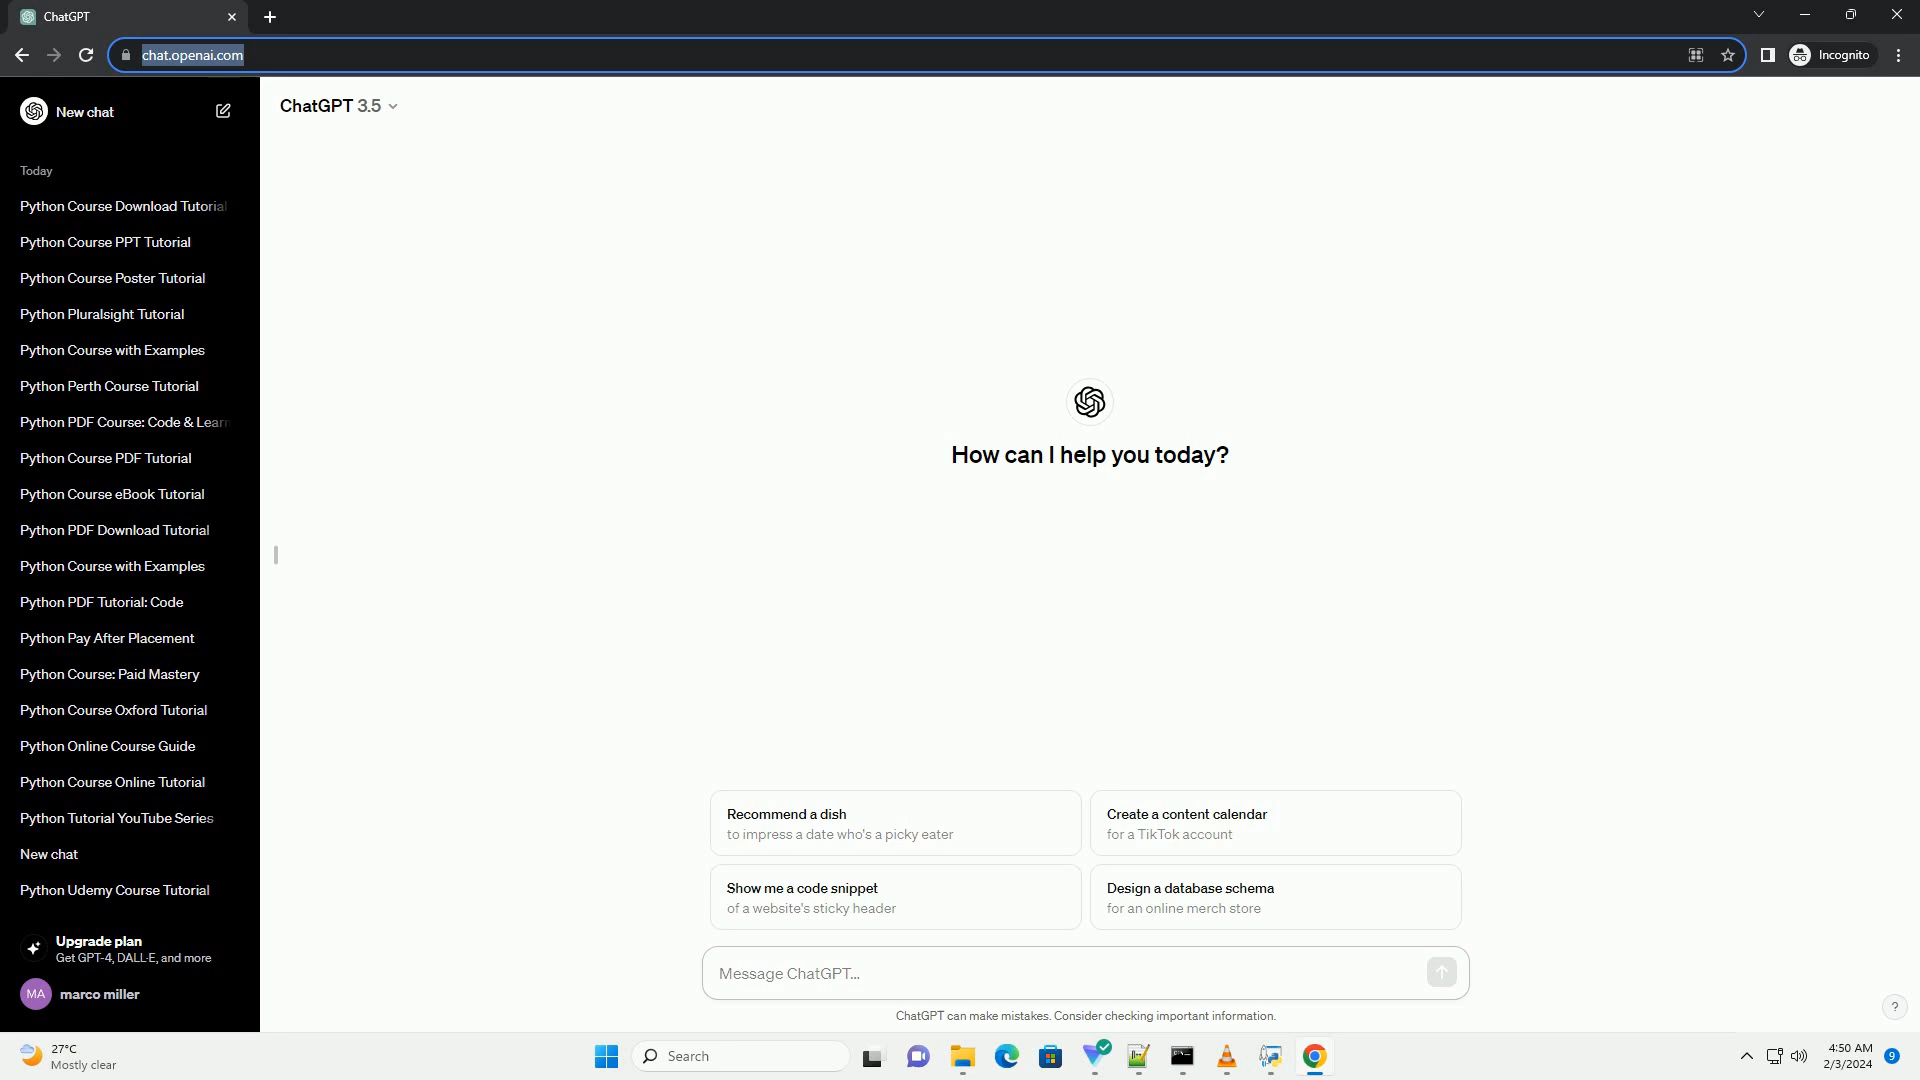 ChatGPT
chat.openai.com
Incognito
New chat
ChatGPT 3.5
Today
Python Course Download Tutorial
Python Course PPT Tutorial
Python Course Poster Tutorial
Python Pluralsight Tutorial
Python Course with Examples
Python Perth Course Tutorial
Python PDF Course: Code & Learn
Python Course PDF Tutorial
Python Course eBook Tutorial
Python PDF Download Tutorial
Python Course with Examples
Python PDF Tutorial: Code
Python Pay After Placement
Python Course: Paid Mastery
Python Course Oxford Tutorial
Python Online Course Guide
Python Course Online Tutorial
Python Tutorial YouTube Series
New chat
Python Udemy Course Tutorial
Upgrade plan
Get GPT-4, DALL·E, and more
MA marco miller
How can I help you today?
Recommend a dish
to impress a date who's a picky eater
Create a content calendar
for a TikTok account
Show me a code snippet
of a website's sticky header
Design a database schema
for an online merch store
Message ChatGPT...
ChatGPT can make mistakes. Consider checking important information.
?
27°C
Mostly clear
Search
4:50 AM
2/3/2024
9